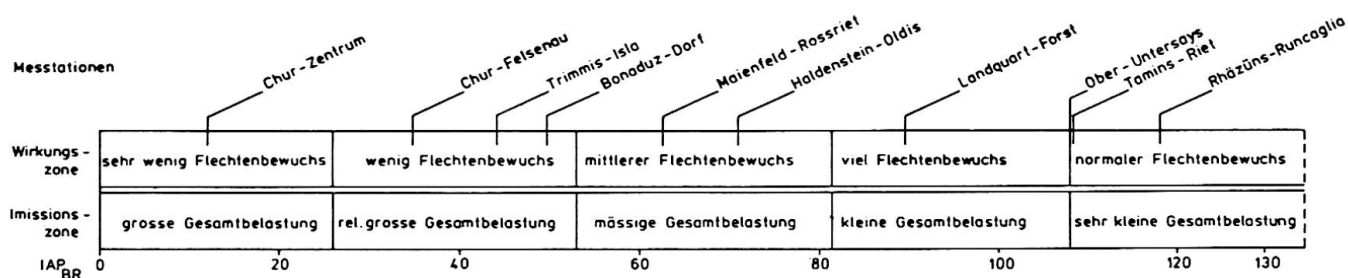 Messtationen
Chur-Zentrum
Chur-Felsenau
Trimmis-Isla
Bonaduz-Dorf
Maienfeld-Rossriet
Haldenstein-Oldis
Landquart-Forst
Ober-Untersays
Tamins-Riet
Rhäzüns-Runcaglia
Wirkungs-
zone
sehr wenig Flechtenbewuchs
wenig Flechtenbewuchs
mittlerer Flechtenbewuchs
viel Flechtenbewuchs
normaler Flechtenbewuchs
Imissions-
zone
grosse Gesamtbelastung
rel.grosse Gesamtbelastung
mässige Gesamtbelastung
kleine Gesamtbelastung
sehr kleine Gesamtbelastung
IAP BR 0 20 40 60 80 100 120 130